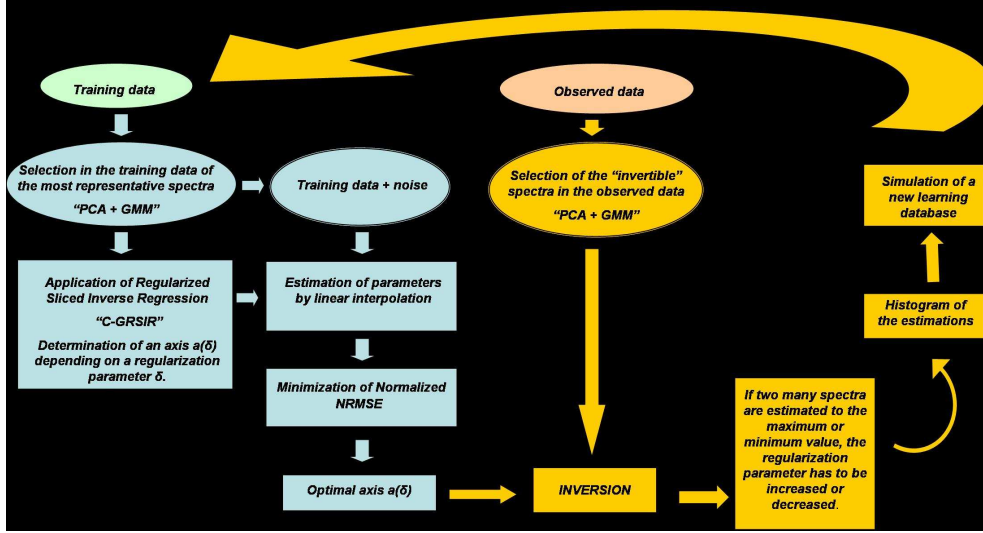 Training data
Selection in the training data of
the most representative spectra
“PCA + GMM”
Application of Regularized
Sliced Inverse Regression
“C-GRSIR”
Determination of an axis a(δ)
depending on a regularization
parameter δ.
Training data + noise
Estimation of parameters
by linear interpolation
Minimization of Normalized
NRMSE
Optimal axis a(δ)
Observed data
Selection of the “invertible”
spectra in the observed data
“PCA + GMM”
INVERSION
If two many spectra
are estimated to the
maximum or
minimum value, the
regularization
parameter has to be
increased or
decreased.
Histogram of
the estimations
Simulation of a
new learning
database